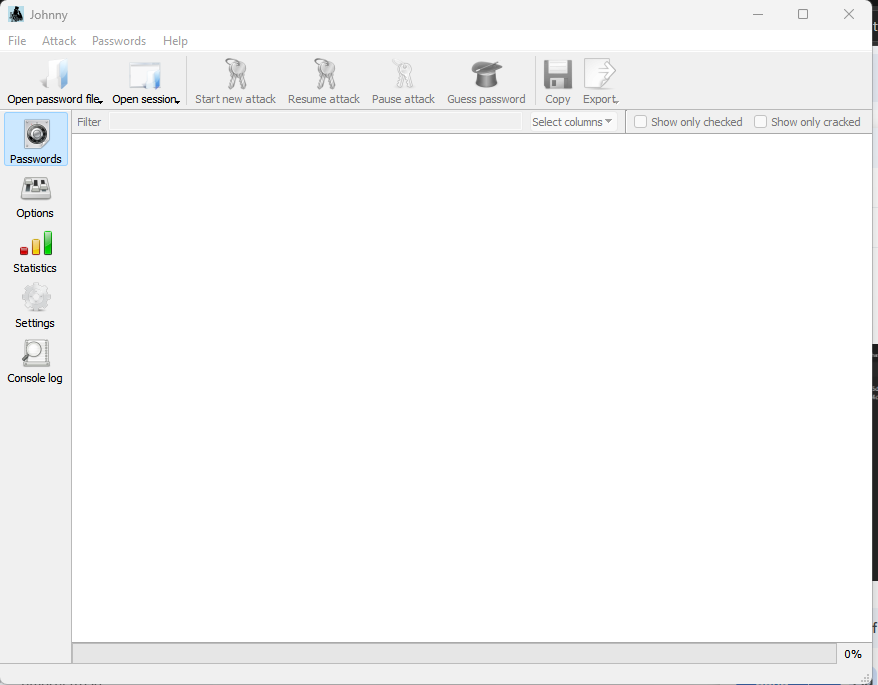 Johnny
File Attack Passwords Help
Open password file Open session Start new attack Resume attack Pause attack Guess password Copy Export
Passwords
Filter Select columns Show only checked Show only cracked
Options
Statistics
Settings
Console log
0%